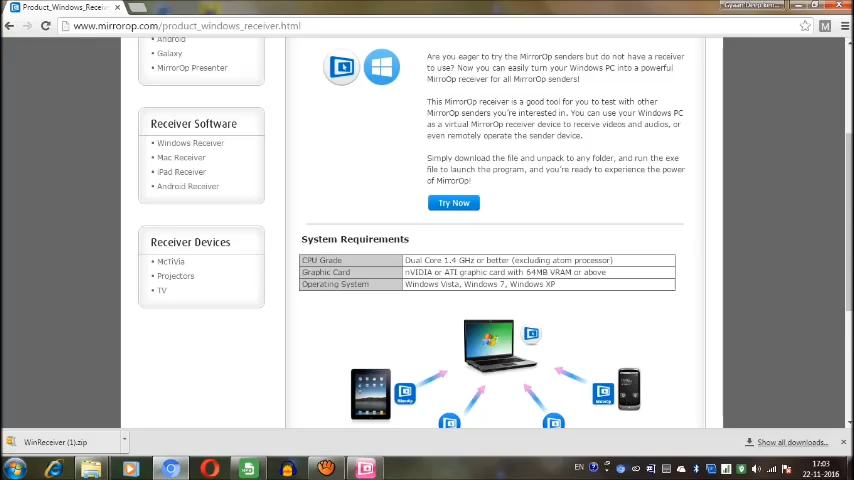 Product_Windows_Receive
www.mirrorop.com/product_windows_receiver.html
Android
Galaxy
MirrorOp Presenter
Receiver Software
Windows Receiver
Mac Receiver
iPad Receiver
Android Receiver
Receiver Devices
McTiVia
Projectors
TV
Are you eager to try the MirrorOp senders but do not have a receiver
to use? Now you can easily turn your Windows PC into a powerful
MirrorOp receiver for all MirrorOp senders!
This MirrorOp receiver is a good tool for you to test with other
MirrorOp senders you're interested in. You can use your Windows PC
as a virtual MirrorOp receiver device to receive videos and audios, or
even remotely operate the sender device.
Simply download the file and unpack to any folder, and run the exe
file to launch the program, and you're ready to experience the power
of MirrorOp!
Try Now
System Requirements
CPU Grade Dual Core 1.4 GHz or better (excluding atom processor)
Graphic Card nVIDIA or ATI graphic card with 64MB VRAM or above
Operating System Windows Vista, Windows 7, Windows XP
MirrorOp
MirrorOp
WinReceiver (1).zip
Show all downloads...
EN
17:03
22-11-2016